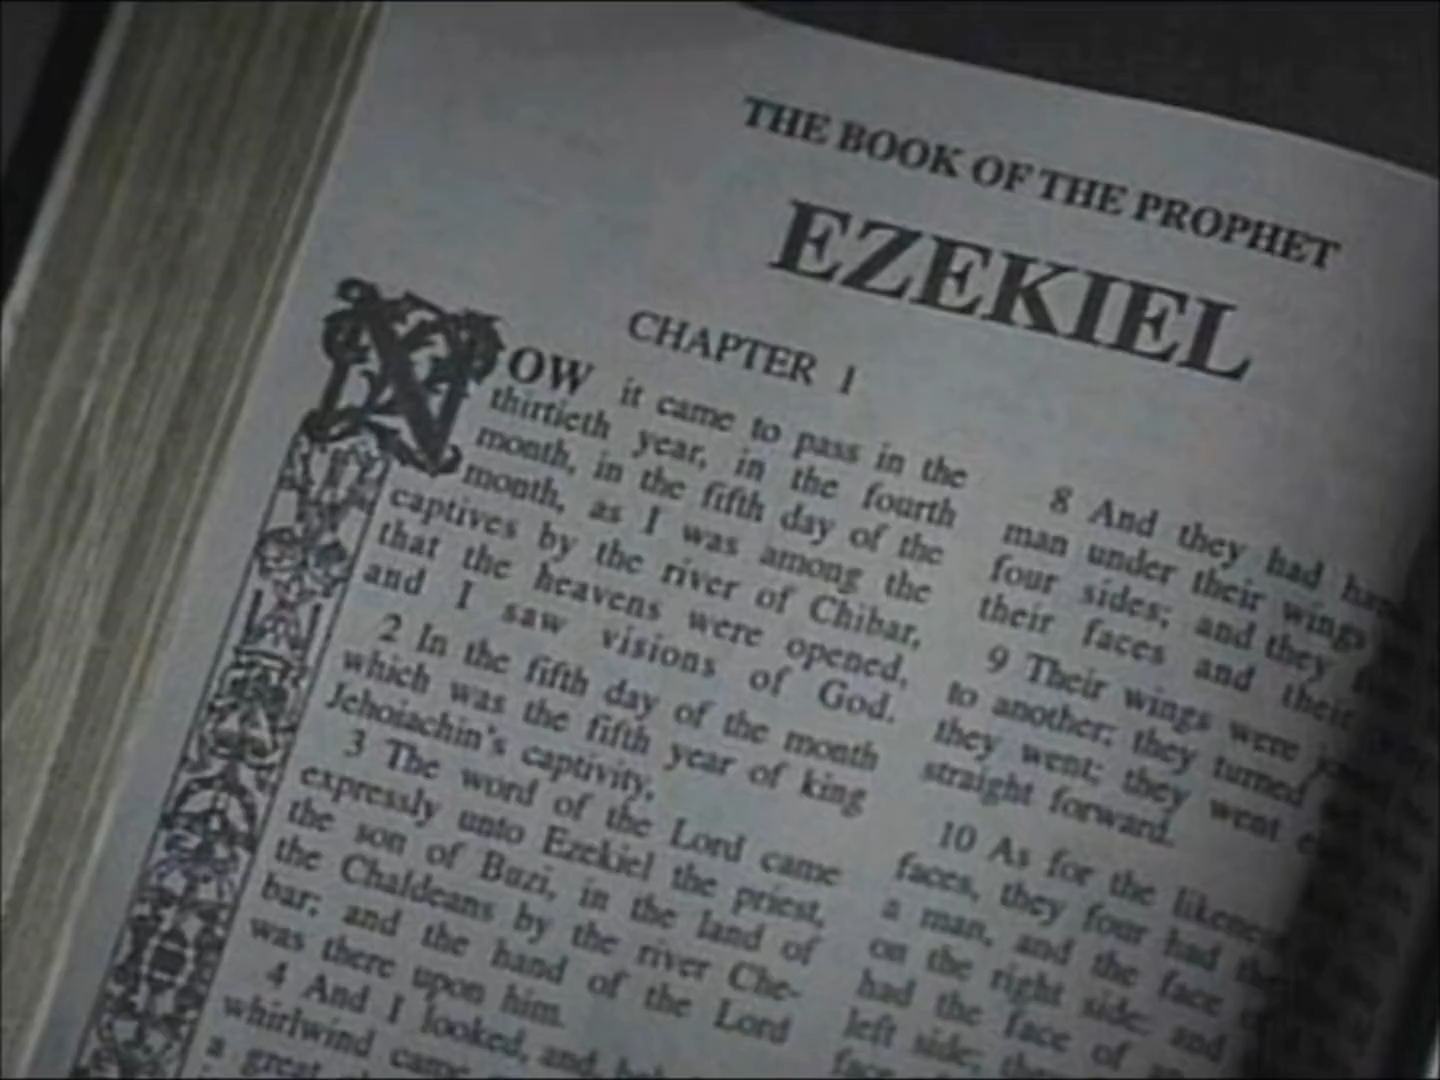 THE BOOK OF THE PROPHET
EZEKIEL
CHAPTER 1
NOW it came to pass in the
thirtieth year, in the fourth
month, in the fifth day of the
month, as I was among the
captives by the river of Chibar,
that the heavens were opened,
and I saw visions of God.
2 In the fifth day of the month
which was the fifth year of king
Jehoiachin's captivity,
3 The word of the Lord came
expressly unto Ezekiel the priest,
the son of Buzi, in the land of
the Chaldeans by the river Che-
bar; and the hand of the Lord
was there upon him.
4 And I looked, and
whirlwind came
a great
8 And they had
man under their wings
four sides; and they
their faces and their
9 Their wings were
to another; they turned
they went; they went
straight forward.
10 As for the
faces, they four had
a man, and the face
on the right side: and
had the face of
left side;